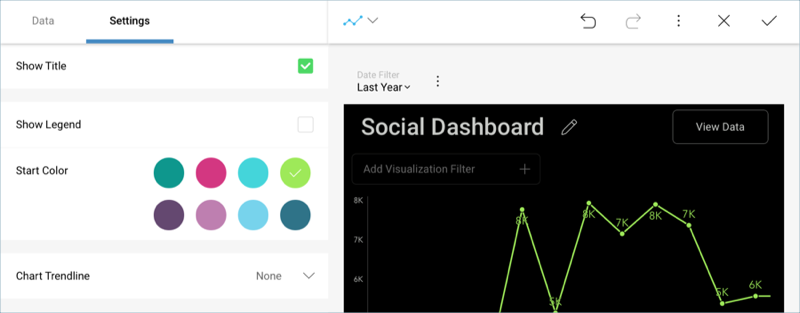 Data
Settings
Show Title
Show Legend
Start Color
Chart Trendline
None
Date Filter
Last Year
Social Dashboard
View Data
Add Visualization Filter
8K
7K
6K
8K
5K
8K
7K
8K
7K
5K
6K